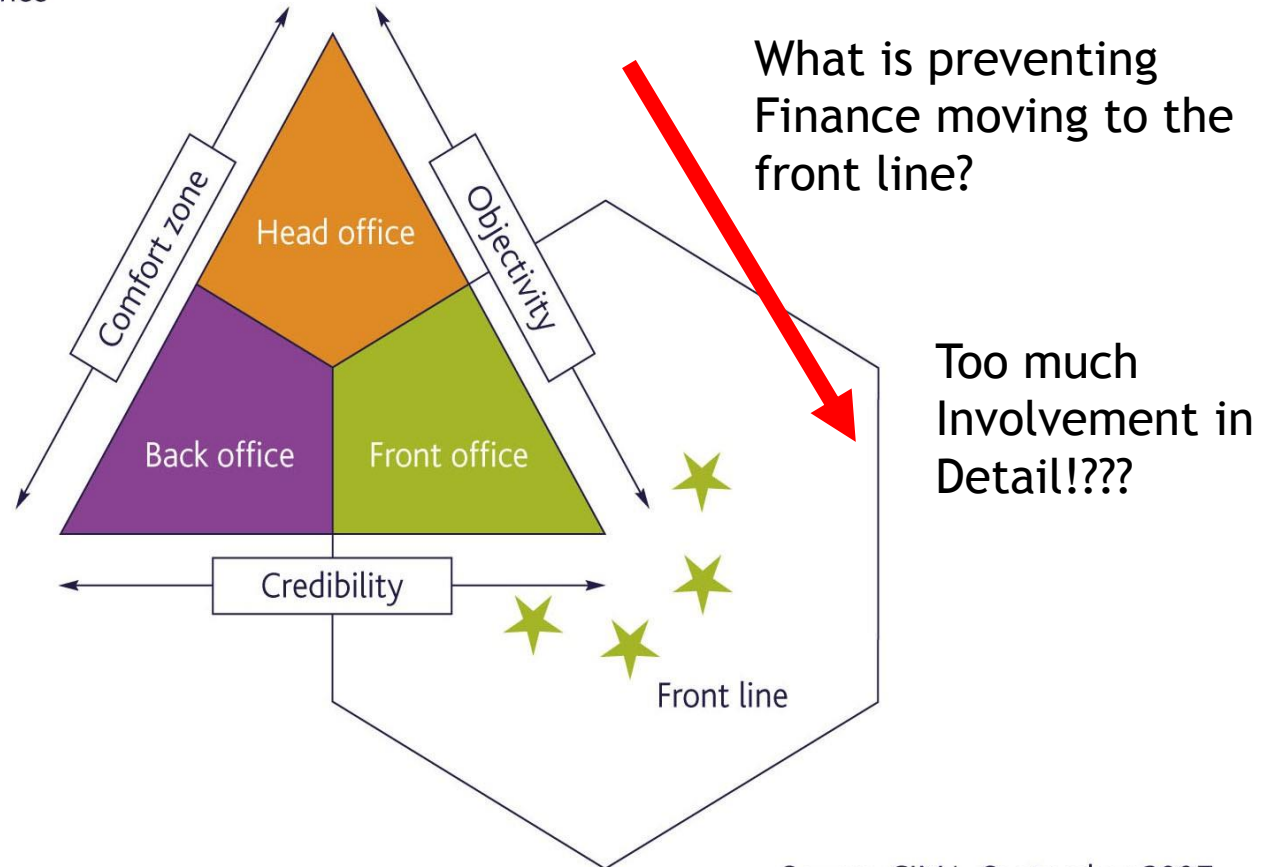 What is preventing
Finance moving to the
front line?
Comfort zone
Objectivity
Head office
Too much
Involvement in
Detail!???
Back office
Front office
Credibility
Front line